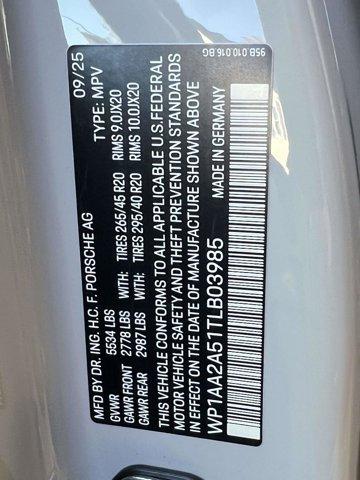 95B.010.016.BG
MFD BY DR. ING. H.C. F. PORSCHE AG 09/25
GVWR 5534 LBS TYPE: MPV
GAWR FRONT 2778 LBS TIRES 265/45 R20 RIMS 9.0JX20
GAWR REAR 2987 LBS TIRES 295/40 R20 RIMS 10.0JX20
THIS VEHICLE CONFORMS TO ALL APPLICABLE U.S. FEDERAL
MOTOR VEHICLE SAFETY AND THEFT PREVENTION STANDARDS
IN EFFECT ON THE DATE OF MANUFACTURE SHOWN ABOVE
WP1AA2A51TLB03985 MADE IN GERMANY